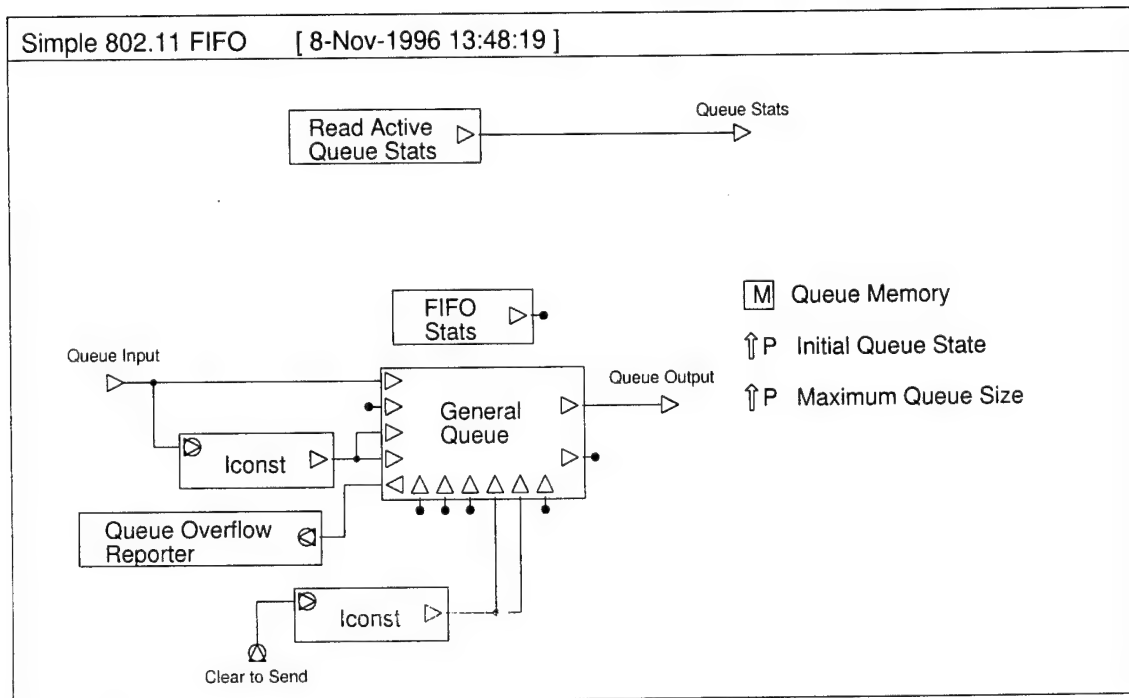 Simple 802.11 FIFO [ 8-Nov-1996 13:48:19 ]
Queue Stats
Read Active
Queue Stats
FIFO
Stats
M Queue Memory
⇧P Initial Queue State
⇧P Maximum Queue Size
Queue Input
Queue Output
General
Queue
Iconst
Queue Overflow
Reporter
Iconst
Clear to Send